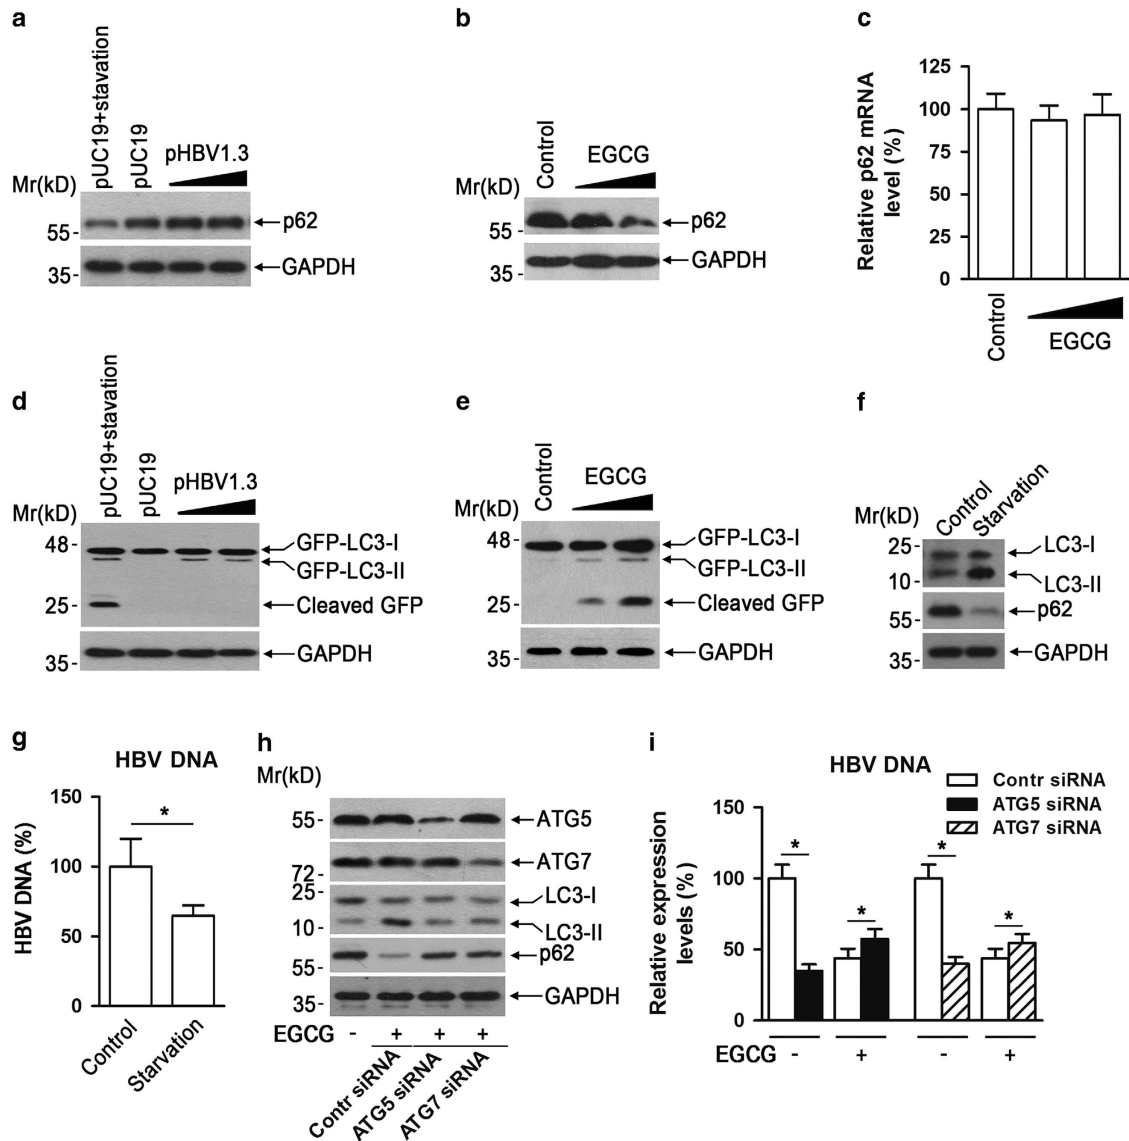 a
pUC19+stavation
pUC19
pHBV1.3
Mr(kD)
55-
p62
35-
GAPDH
b
Control
EGCG
Mr(kD)
55-
p62
35-
GAPDH
c
Relative p62 mRNA
level (%)
125
100
75
50
25
0
Control
EGCG
d
pUC19+stavation
pUC19
pHBV1.3
Mr(kD)
48-
GFP-LC3-I
GFP-LC3-II
25-
Cleaved GFP
35-
GAPDH
e
Control
EGCG
Mr(kD)
48-
GFP-LC3-I
GFP-LC3-II
25-
Cleaved GFP
35-
GAPDH
f
Control
Starvation
Mr(kD)
25-
LC3-I
10-
LC3-II
55-
p62
35-
GAPDH
g
HBV DNA
HBV DNA (%)
150
100
50
0
*
Control
Starvation
h
Mr(kD)
55-
ATG5
72-
ATG7
25-
LC3-I
10-
LC3-II
55-
p62
35-
GAPDH
EGCG - + + +
Contr siRNA
ATG5 siRNA
ATG7 siRNA
i
HBV DNA
Contr siRNA
ATG5 siRNA
ATG7 siRNA
Relative expression
levels (%)
150
100
50
0
* * * *
EGCG - + - +